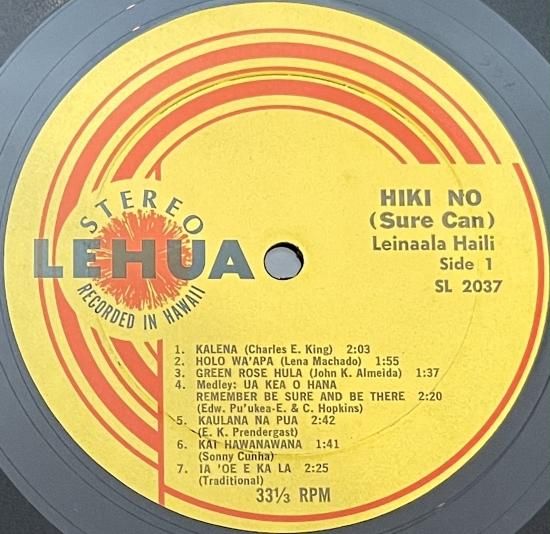 STEREO
LEHUA
RECORDED IN HAWAII
HIKI NO
(Sure Can)
Leinaala Haili
Side 1
SL 2037
1. KALENA (Charles E. King) 2:03
2. HOLO WA'APA (Lena Machado) 1:55
3. GREEN ROSE HULA (John K. Almeida) 1:37
4. Medley: UA KEA O HANA
REMEMBER BE SURE AND BE THERE 2:20
(Edw. Pu'ukea-E. & C. Hopkins)
5. KAULANA NA PUA 2:42
(E. K. Prendergast)
6. KAI HAWANAWANA 1:41
(Sonny Cunha)
7. IA 'OE E KA LA 2:25
(Traditional)
33⅓ RPM